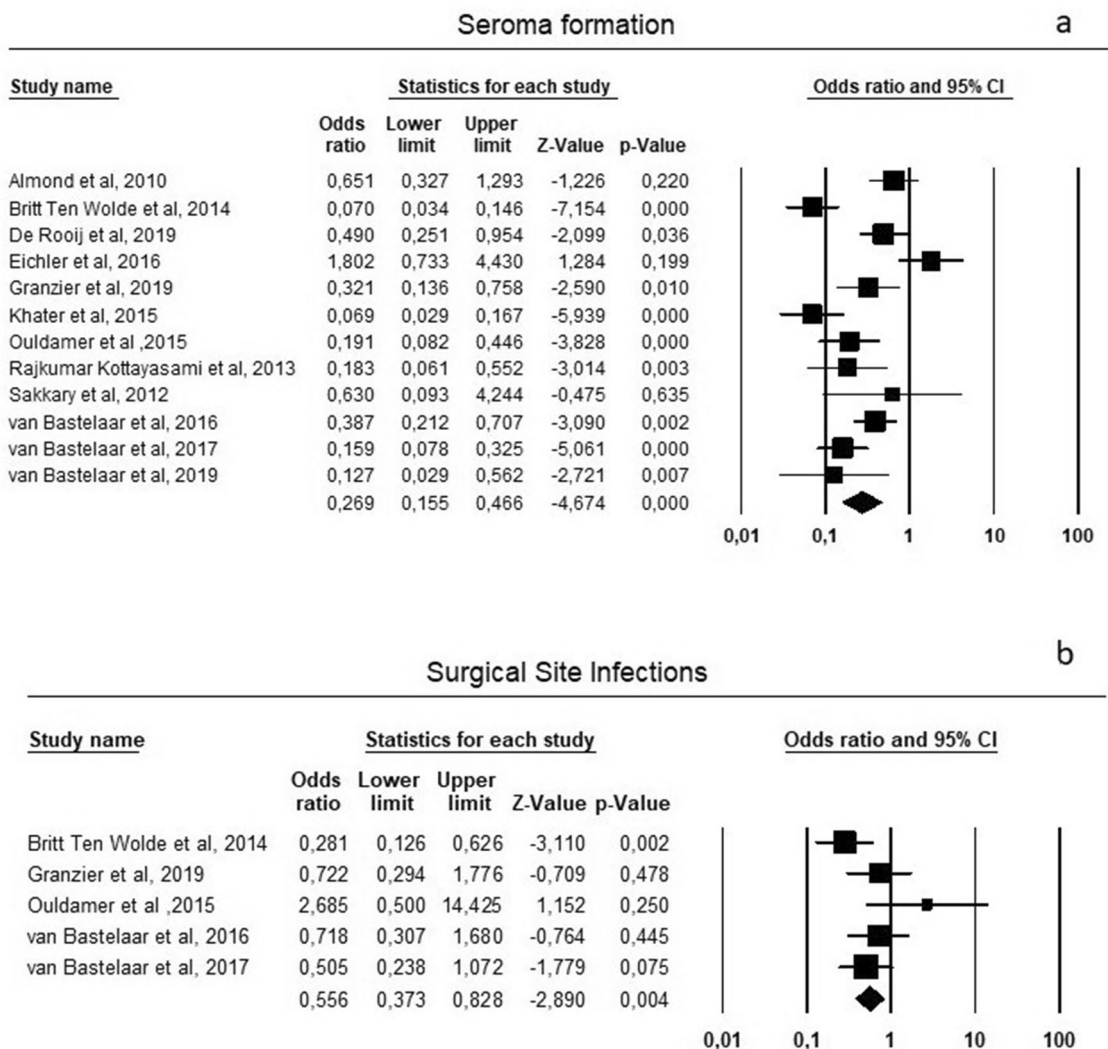 Seroma formation
a
Study name Statistics for each study Odds ratio and 95% CI
Odds Lower Upper
ratio limit limit Z-Value p-Value
Almond et al, 2010 0,651 0,327 1,293 -1,226 0,220
Britt Ten Wolde et al, 2014 0,070 0,034 0,146 -7,154 0,000
De Rooij et al, 2019 0,490 0,251 0,954 -2,099 0,036
Eichler et al, 2016 1,802 0,733 4,430 1,284 0,199
Granzier et al, 2019 0,321 0,136 0,758 -2,590 0,010
Khater et al, 2015 0,069 0,029 0,167 -5,939 0,000
Ouldamer et al ,2015 0,191 0,082 0,446 -3,828 0,000
Rajkumar Kottayasami et al, 2013 0,183 0,061 0,552 -3,014 0,003
Sakkary et al, 2012 0,630 0,093 4,244 -0,475 0,635
van Bastelaar et al, 2016 0,387 0,212 0,707 -3,090 0,002
van Bastelaar et al, 2017 0,159 0,078 0,325 -5,061 0,000
van Bastelaar et al, 2019 0,127 0,029 0,562 -2,721 0,007
0,269 0,155 0,466 -4,674 0,000
0,01 0,1 1 10 100
b
Surgical Site Infections
Study name Statistics for each study Odds ratio and 95% CI
Odds Lower Upper
ratio limit limit Z-Value p-Value
Britt Ten Wolde et al, 2014 0,281 0,126 0,626 -3,110 0,002
Granzier et al, 2019 0,722 0,294 1,776 -0,709 0,478
Ouldamer et al ,2015 2,685 0,500 14,425 1,152 0,250
van Bastelaar et al, 2016 0,718 0,307 1,680 -0,764 0,445
van Bastelaar et al, 2017 0,505 0,238 1,072 -1,779 0,075
0,556 0,373 0,828 -2,890 0,004
0,01 0,1 1 10 100